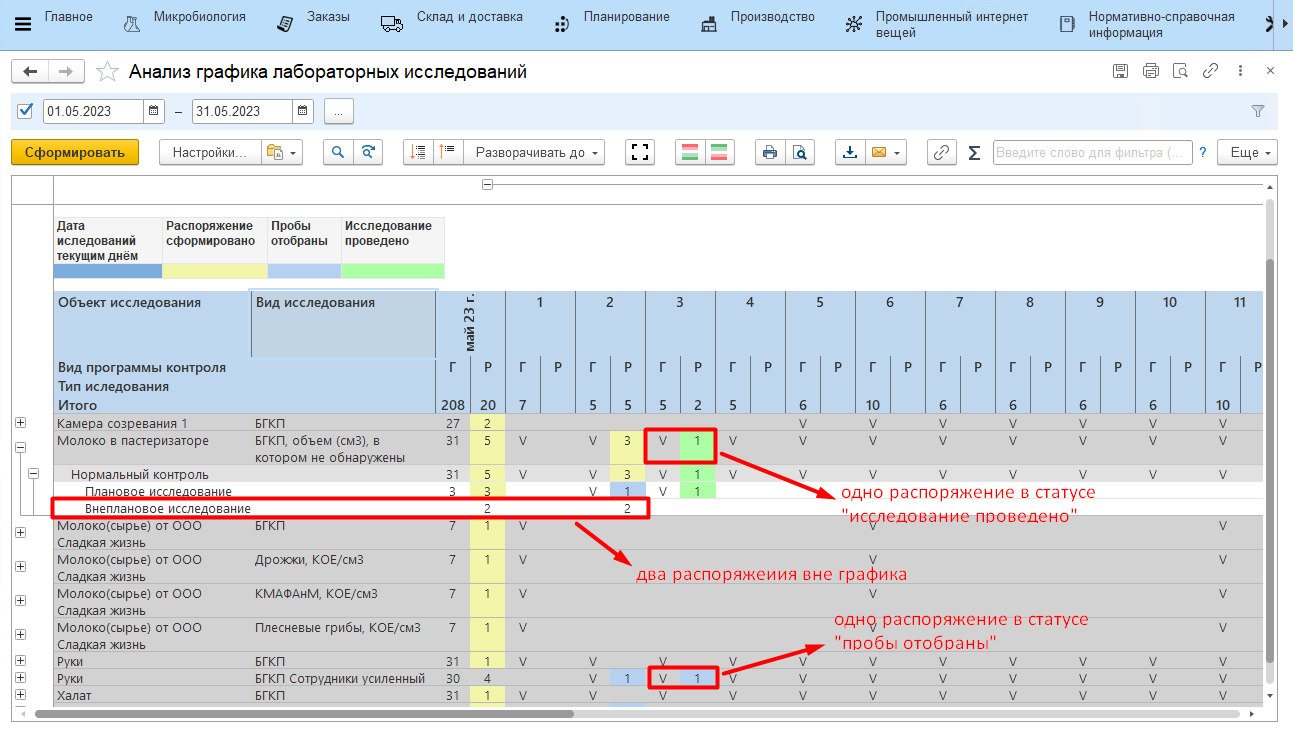 Главное
Микробиология
Заказы
Склад и доставка
Планирование
Производство
Промышленный интернет
вещей
Нормативно-справочная
информация
Анализ графика лабораторных исследований
01.05.2023 – 31.05.2023 ...
Сформировать Настройки... Разворачивать до Введите слово для фильтра (... ? Еще
Дата
иследований
текущим днём
Распоряжение
сформировано
Пробы
отобраны
Исследование
проведено
Объект исследования Вид исследования май 23 г. 1 2 3 4 5 6 7 8 9 10 11
Вид программы контроля Г Р Г Р Г Р Г Р Г Р Г Р Г Р Г Р Г Р Г Р Г Р Г Р
Тип иследования
Итого 208 20 7 5 5 5 2 5 6 10 6 6 6 6 10
Камера созревания 1 БГКП 27 2 V V V V V V V
Молоко в пастеризаторе БГКП, объем (см3), в 31 5 V V 3 V 1 V V V V V V V V
котором не обнаружены
Нормальный контроль 31 5 V V 3 V 1 V V V V V V V V
Плановое исследование 3 3 V 1 V 1
одно распоряжение в статусе
"исследование проведено"
Внеплановое исследование 2 2
Молоко(сырье) от ООО БГКП 7 1 V V V
Сладкая жизнь
Молоко(сырье) от ООО Дрожжи, КОЕ/см3 7 1 V V V
Сладкая жизнь
два распоряжеиия вне графика
Молоко(сырье) от ООО КМАФАнМ, КОЕ/см3 7 1 V V V
Сладкая жизнь
одно распоряжение в статусе
"пробы отобраны"
Молоко(сырье) от ООО Плесневые грибы, КОЕ/см3 7 1 V V V
Сладкая жизнь
Руки БГКП 31 1 V V V V V V V V V V V
Руки БГКП Сотрудники усиленный 30 4 V 1 V 1 V V V V V V V V
Халат БГКП 31 1 V V V V V V V V V V V